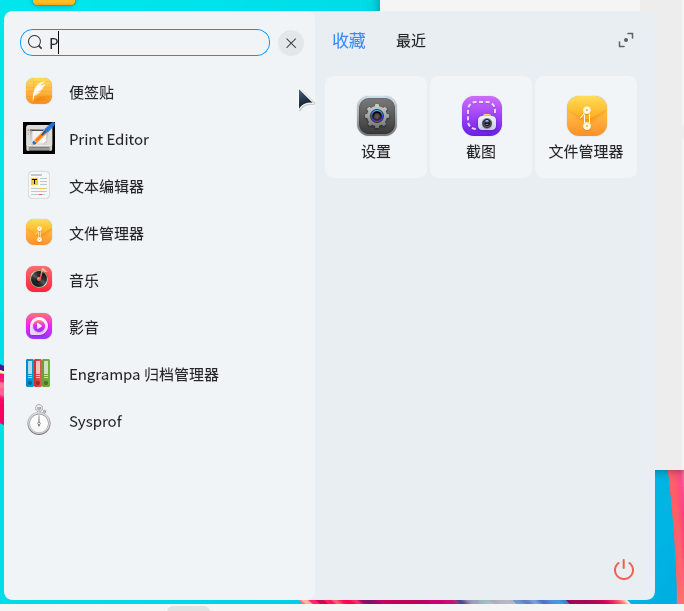 P
收藏 最近
便签贴
Print Editor
文本编辑器
文件管理器
音乐
影音
Engrampa 归档管理器
Sysprof
设置 截图 文件管理器